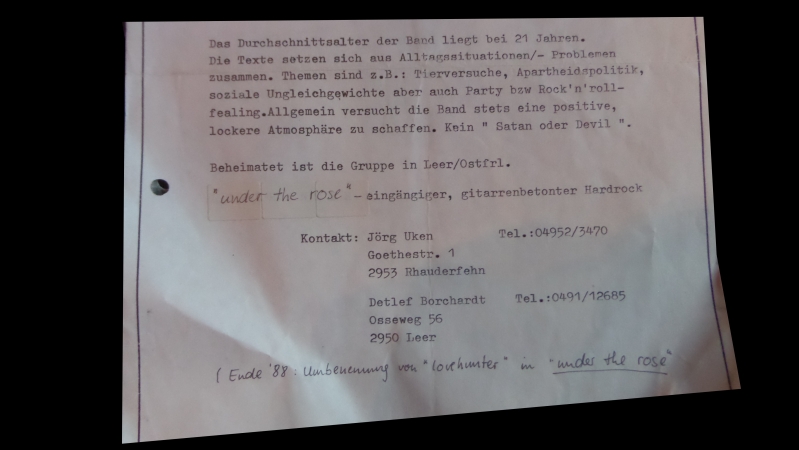 Das Durchschnittsalter der Band liegt bei 21 Jahren.
Die Texte setzen sich aus Alltagssituationen/- Problemen
zusammen. Themen sind z.B.: Tierversuche, Apartheidspolitik,
soziale Ungleichgewichte aber auch Party bzw Rock'n'roll-
fealing.Allgemein versucht die Band stets eine positive,
lockere Atmosphäre zu schaffen. Kein " Satan oder Devil ".
Beheimatet ist die Gruppe in Leer/Ostfrl.
"under the rose" - eingängiger, gitarrenbetonter Hardrock
Kontakt: Jörg Uken Tel.:04952/3470
Goethestr. 1
2953 Rhauderfehn
Detlef Borchardt Tel.:0491/12685
Osseweg 56
2950 Leer
( Ende '88: Umbenennung von "lovehunter" in "under the rose"